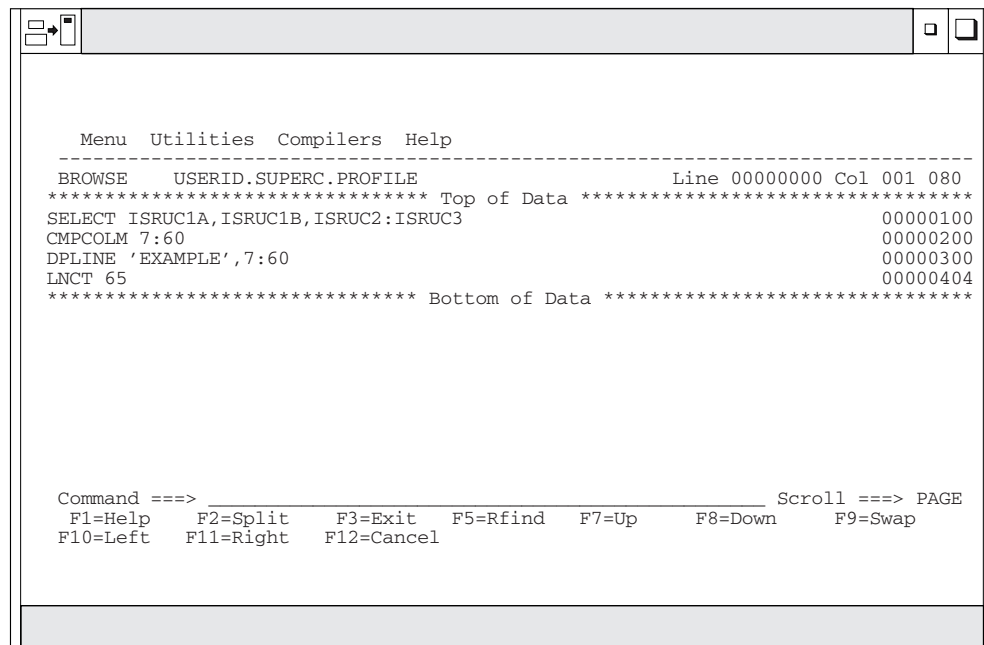 Menu  Utilities  Compilers  Help
-------------------------------------------------------------------------------
BROWSE    USERID.SUPERC.PROFILE                      Line 00000000 Col 001 080
********************************* Top of Data **********************************
SELECT ISRUC1A,ISRUC1B,ISRUC2:ISRUC3                                    00000100
CMPCOLM 7:60                                                            00000200
DPLINE 'EXAMPLE',7:60                                                   00000300
LNCT 65                                                                 00000404
******************************** Bottom of Data ********************************
Command ===> ________________________________________________ Scroll ===> PAGE
F1=Help    F2=Split    F3=Exit   F5=Rfind   F7=Up     F8=Down     F9=Swap
F10=Left   F11=Right   F12=Cancel